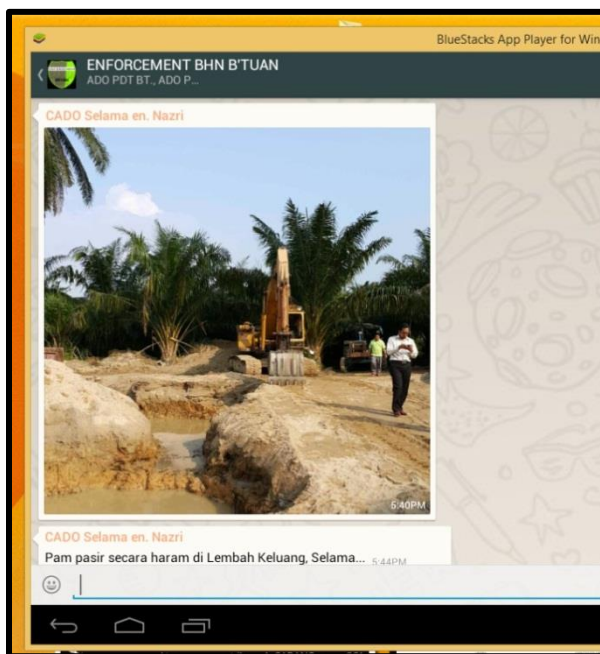 BlueStacks App Player for Win
ENFORCEMENT BHN B'TUAN
ADO PDT BT., ADO P...
CADO Selama en. Nazri
5:40PM
CADO Selama en. Nazri
Pam pasir secara haram di Lembah Keluang, Selama... 5:44PM